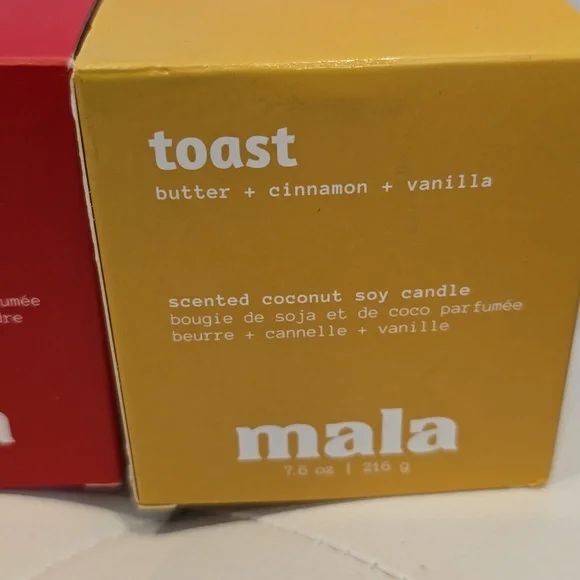 toast
butter + cinnamon + vanilla
scented coconut soy candle
bougie de soja et de coco parfumée
beurre + cannelle + vanille
mala
7.6 oz | 216 g